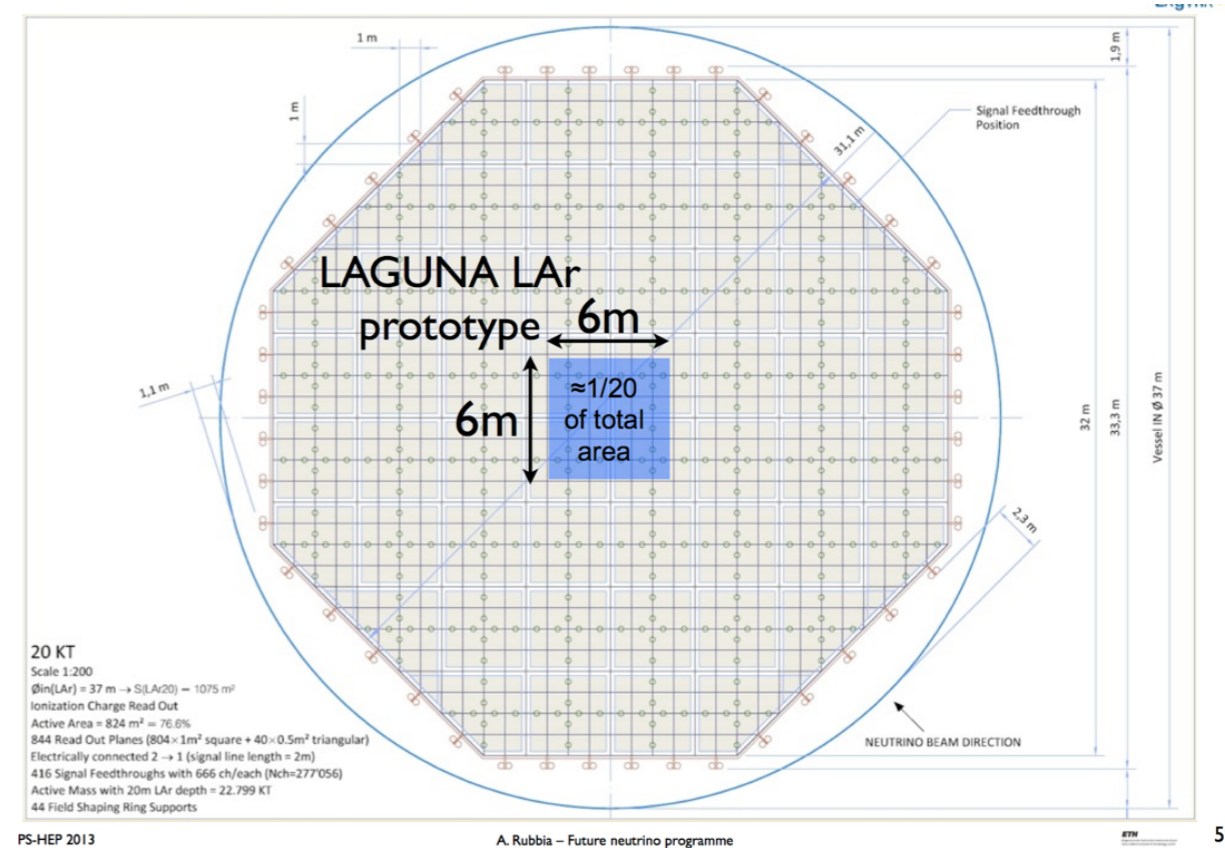 LAGUNA
1 m
1,9 m
1 m
Signal Feedthrough
Position
31,1 m
LAGUNA LAr
prototype
6m
6m
≈1/20
of total
area
1,1 m
32 m
33,3 m
Vessel IN Ø 37 m
2,3 m
NEUTRINO BEAM DIRECTION
20 KT
Scale 1:200
Øin(LAr) = 37 m → S(LAr20) = 1075 m²
Ionization Charge Read Out
Active Area = 824 m² = 76.6%
844 Read Out Planes (804×1m² square + 40×0.5m² triangular)
Electrically connected 2 → 1 (signal line length = 2m)
416 Signal Feedthroughs with 666 ch/each (Nch=277'056)
Active Mass with 20m LAr depth = 22.799 KT
44 Field Shaping Ring Supports
PS-HEP 2013
A. Rubbia – Future neutrino programme
ETH
5